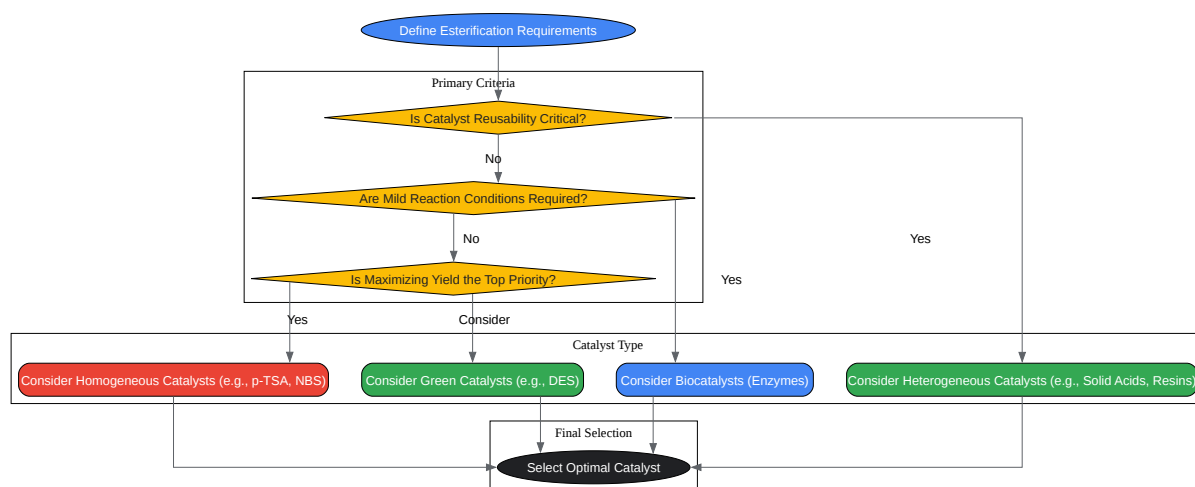 Define Esterification Requirements
Primary Criteria
Is Catalyst Reusability Critical?
No
Are Mild Reaction Conditions Required?
No
Yes
Is Maximizing Yield the Top Priority?
Yes
Yes
Consider
Catalyst Type
Consider Homogeneous Catalysts (e.g., p-TSA, NBS)
Consider Green Catalysts (e.g., DES)
Consider Biocatalysts (Enzymes)
Consider Heterogeneous Catalysts (e.g., Solid Acids, Resins)
Final Selection
Select Optimal Catalyst